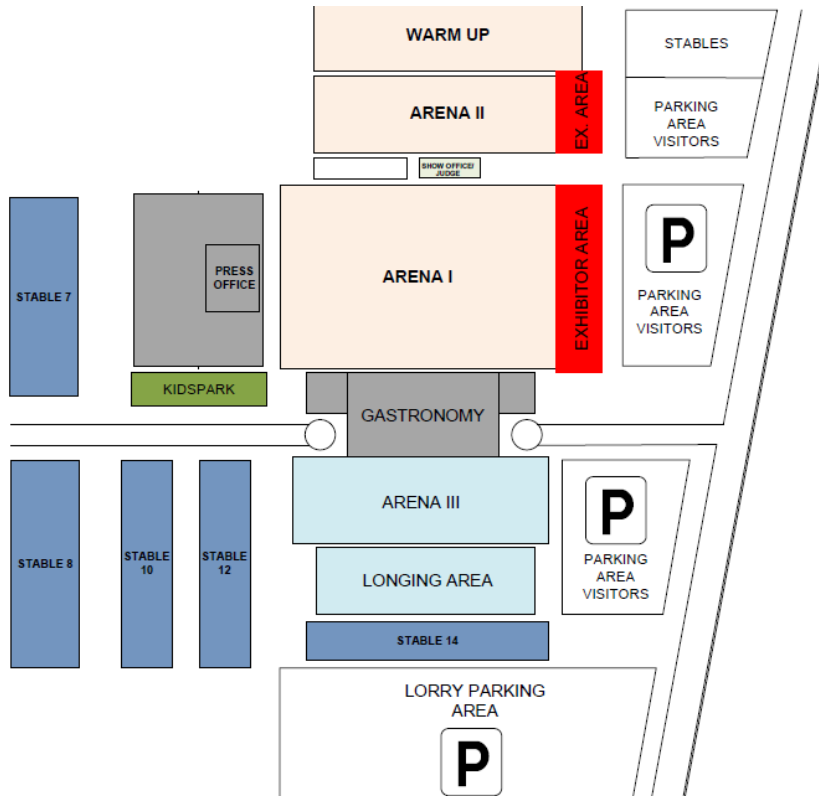 WARM UP
STABLES
ARENA II
EX. AREA
PARKING
AREA
VISITORS
SHOW OFFICE/
JUDGE
STABLE 7
PRESS
OFFICE
ARENA I
EXHIBITOR AREA
P
PARKING
AREA
VISITORS
KIDSPARK
GASTRONOMY
STABLE 8
STABLE
10
STABLE
12
ARENA III
P
PARKING
AREA
VISITORS
LONGING AREA
STABLE 14
LORRY PARKING
AREA
P